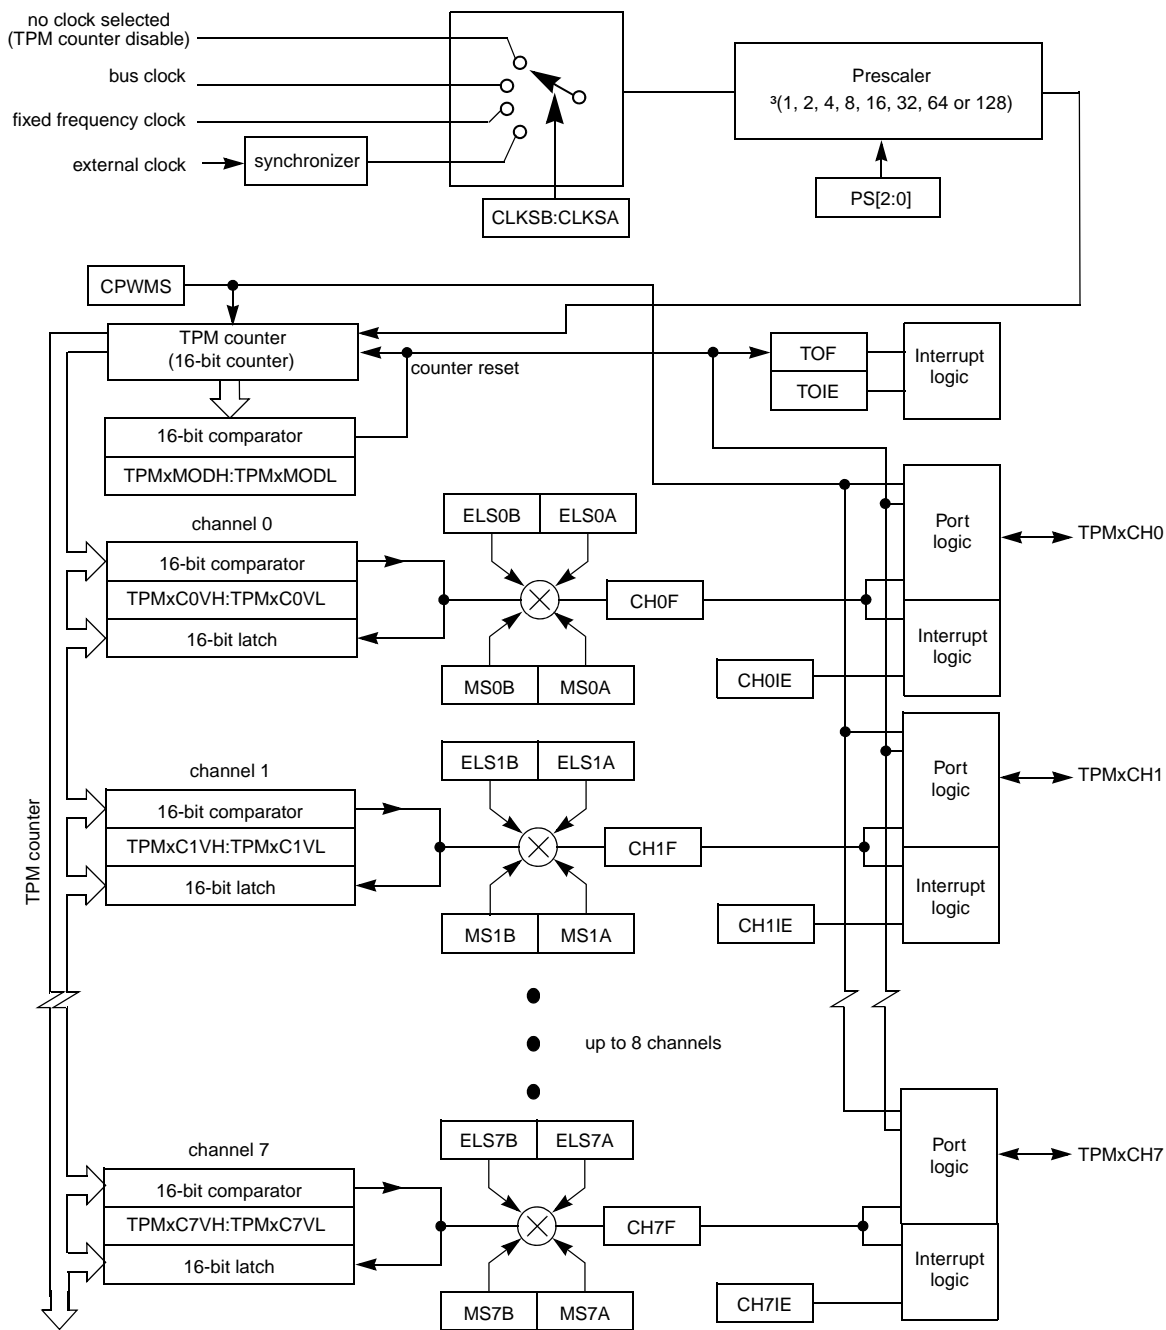 no clock selected
(TPM counter disable)
bus clock
fixed frequency clock
external clock
synchronizer
CLKSB:CLKSA
Prescaler
³(1, 2, 4, 8, 16, 32, 64 or 128)
PS[2:0]
CPWMS
TPM counter
(16-bit counter)
counter reset
TOF
TOIE
Interrupt
logic
16-bit comparator
TPMxMODH:TPMxMODL
channel 0
16-bit comparator
TPMxC0VH:TPMxC0VL
16-bit latch
ELS0B
ELS0A
MS0B
MS0A
CH0F
CH0IE
Port
logic
Interrupt
logic
TPMxCH0
TPM counter
channel 1
16-bit comparator
TPMxC1VH:TPMxC1VL
16-bit latch
ELS1B
ELS1A
MS1B
MS1A
CH1F
CH1IE
Port
logic
Interrupt
logic
TPMxCH1
up to 8 channels
channel 7
16-bit comparator
TPMxC7VH:TPMxC7VL
16-bit latch
ELS7B
ELS7A
MS7B
MS7A
CH7F
CH7IE
Port
logic
Interrupt
logic
TPMxCH7